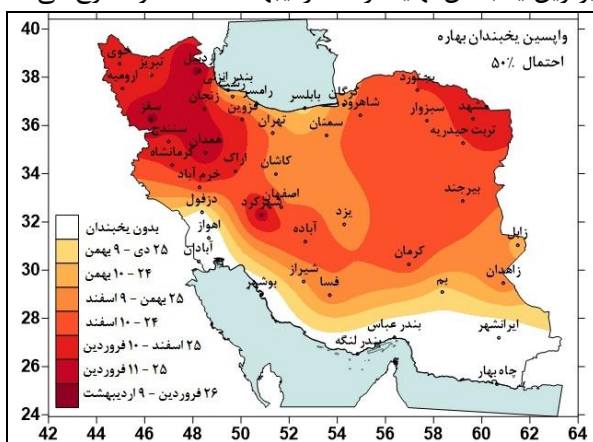 واپسین یخبندان بهاره
احتمال ۵۰٪
40
38
36
34
32
30
28
26
24
خوی
تبریز
ارومیه
اردبیل
بندر انزلی
رشت
رامسر
زنجان
قزوین
سقز
سنندج
همدان
کرمانشاه
اراک
خرم آباد
تهران
بابلسر
گرگان
شاهرود
سمنان
بجنورد
سبزوار
مشهد
تربت حیدریه
کاشان
اصفهان
شهرکرد
دزفول
اهواز
آبادان
یزد
آباده
بیرجند
زابل
زاهدان
کرمان
شیراز
فسا
بوشهر
بم
ایرانشهر
بندر عباس
بندر لنگه
چاه بهار
بدون یخبندان
۲۵ دی - ۹ بهمن
۲۴ - ۱۰ بهمن
۲۵ بهمن - ۹ اسفند
۲۴ - ۱۰ اسفند
۲۵ اسفند - ۱۰ فروردین
۲۵ - ۱۱ فروردین
۲۶ فروردین - ۹ اردیبهشت
42 44 46 48 50 52 54 56 58 60 62 64